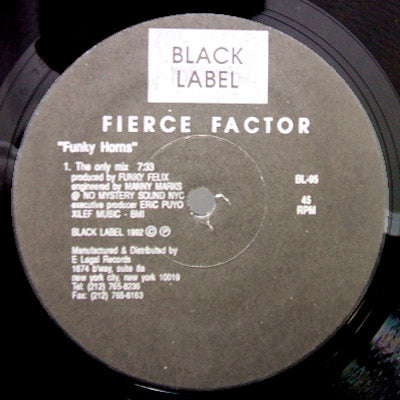 BLACK
LABEL
FIERCE FACTOR
"Funky Horns"
1. The only mix 7:33
produced by FUNKY FELIX
engineered by MANNY MARKS
@ NO MYSTERY SOUND NYC
executive producer ERIC PUYO
XILEF MUSIC - BMI
BL-95
45
RPM
BLACK LABEL 1992 © ℗
Manufactured & Distributed by
E Legal Records
1674 b'way, suite 8a
new york city, new york 10019
Tel: (212) 765-8236
Fax: (212) 765-6163